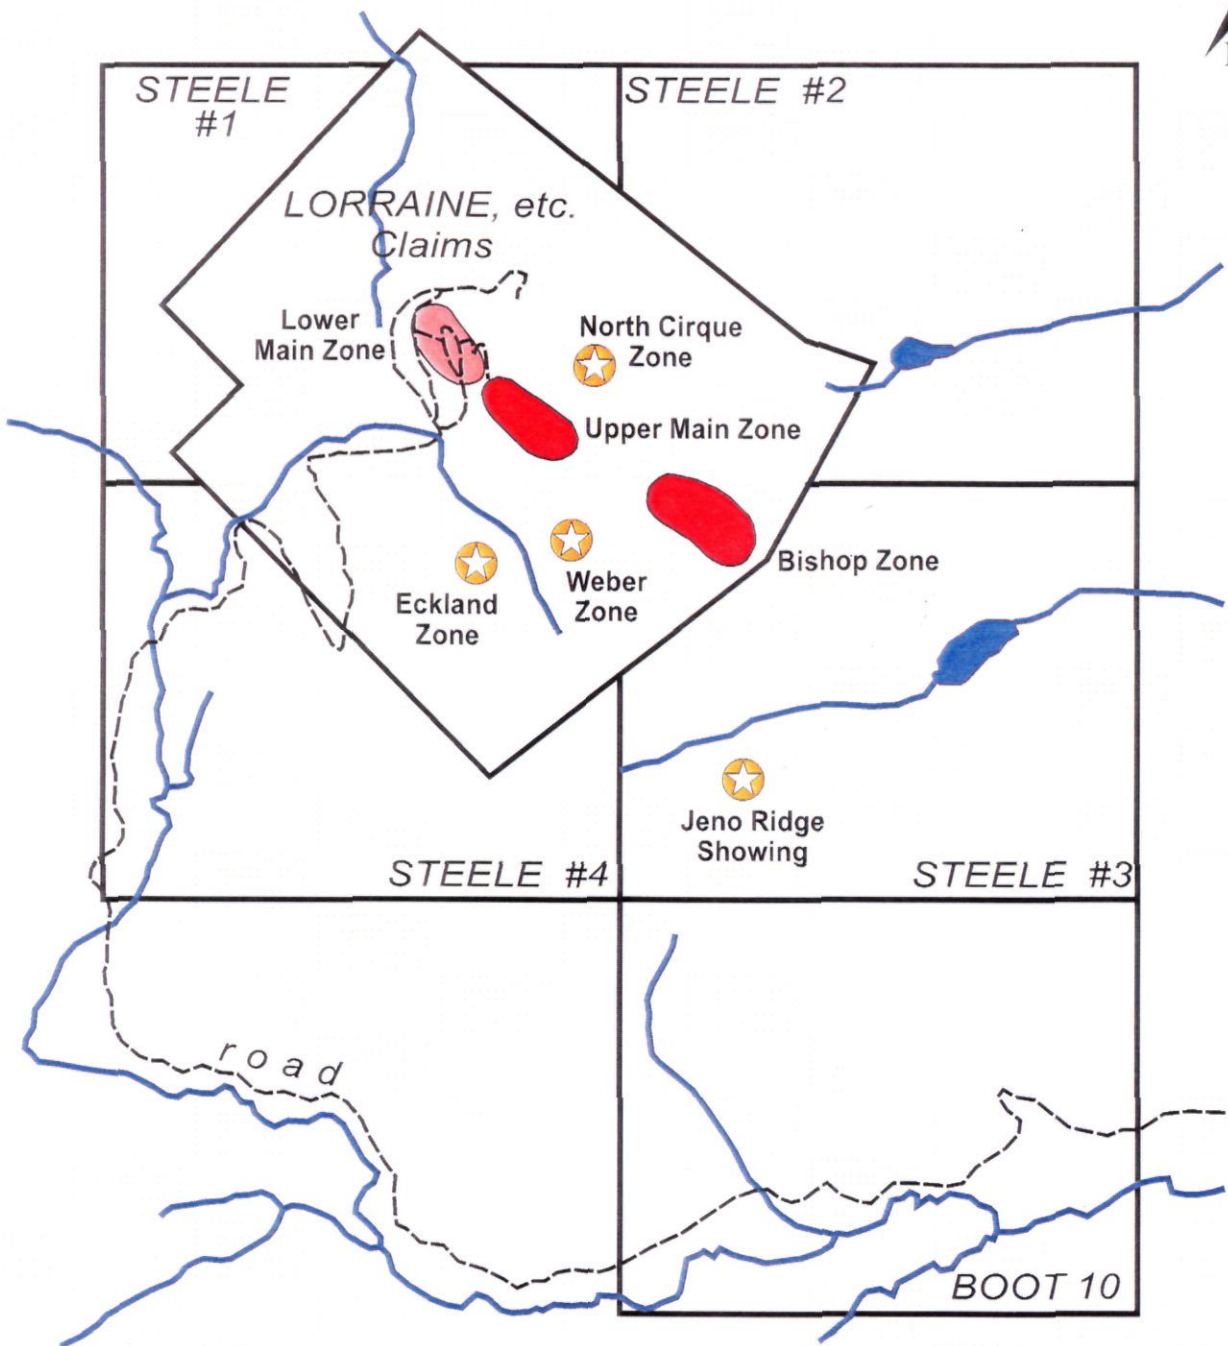 STEELE
#1
STEELE #2
LORRAINE, etc.
Claims
Lower
Main Zone
North Cirque
Zone
Upper Main Zone
Bishop Zone
Weber
Zone
Eckland
Zone
Jeno Ridge
Showing
STEELE #4
STEELE #3
road
BOOT 10